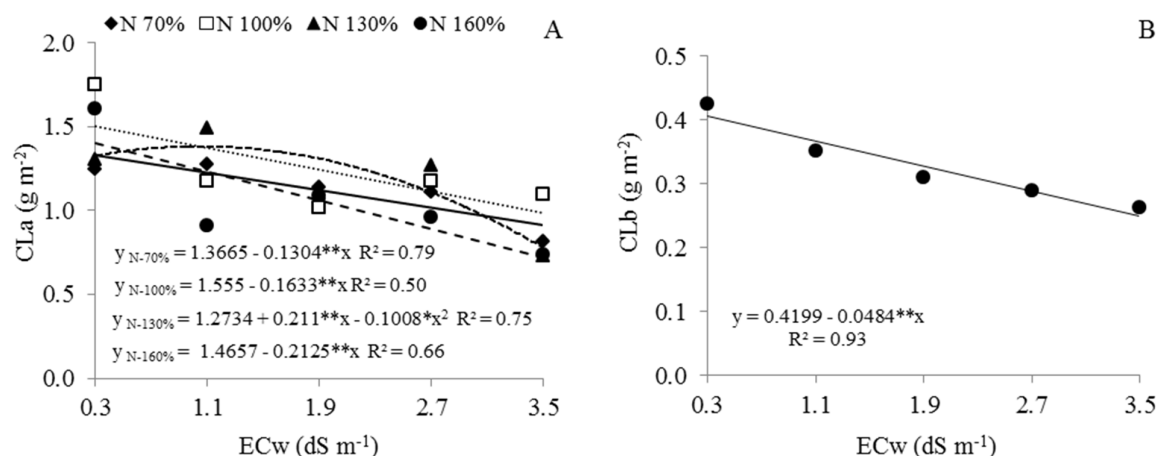 N 70% N 100% N 130% N 160%
A
CLa (g m-2)
2.0
1.5
1.0
0.5
0.0
y N-70% = 1.3665 - 0.1304**x R² = 0.79
y N-100% = 1.555 - 0.1633**x R² = 0.50
y N-130% = 1.2734 + 0.211**x - 0.1008*x² R² = 0.75
y N-160% = 1.4657 - 0.2125**x R² = 0.66
0.3 1.1 1.9 2.7 3.5
ECw (dS m-1)
B
CLb (g m-2)
0.5
0.4
0.3
0.2
0.1
0.0
y = 0.4199 - 0.0484**x
R² = 0.93
0.3 1.1 1.9 2.7 3.5
ECw (dS m-1)